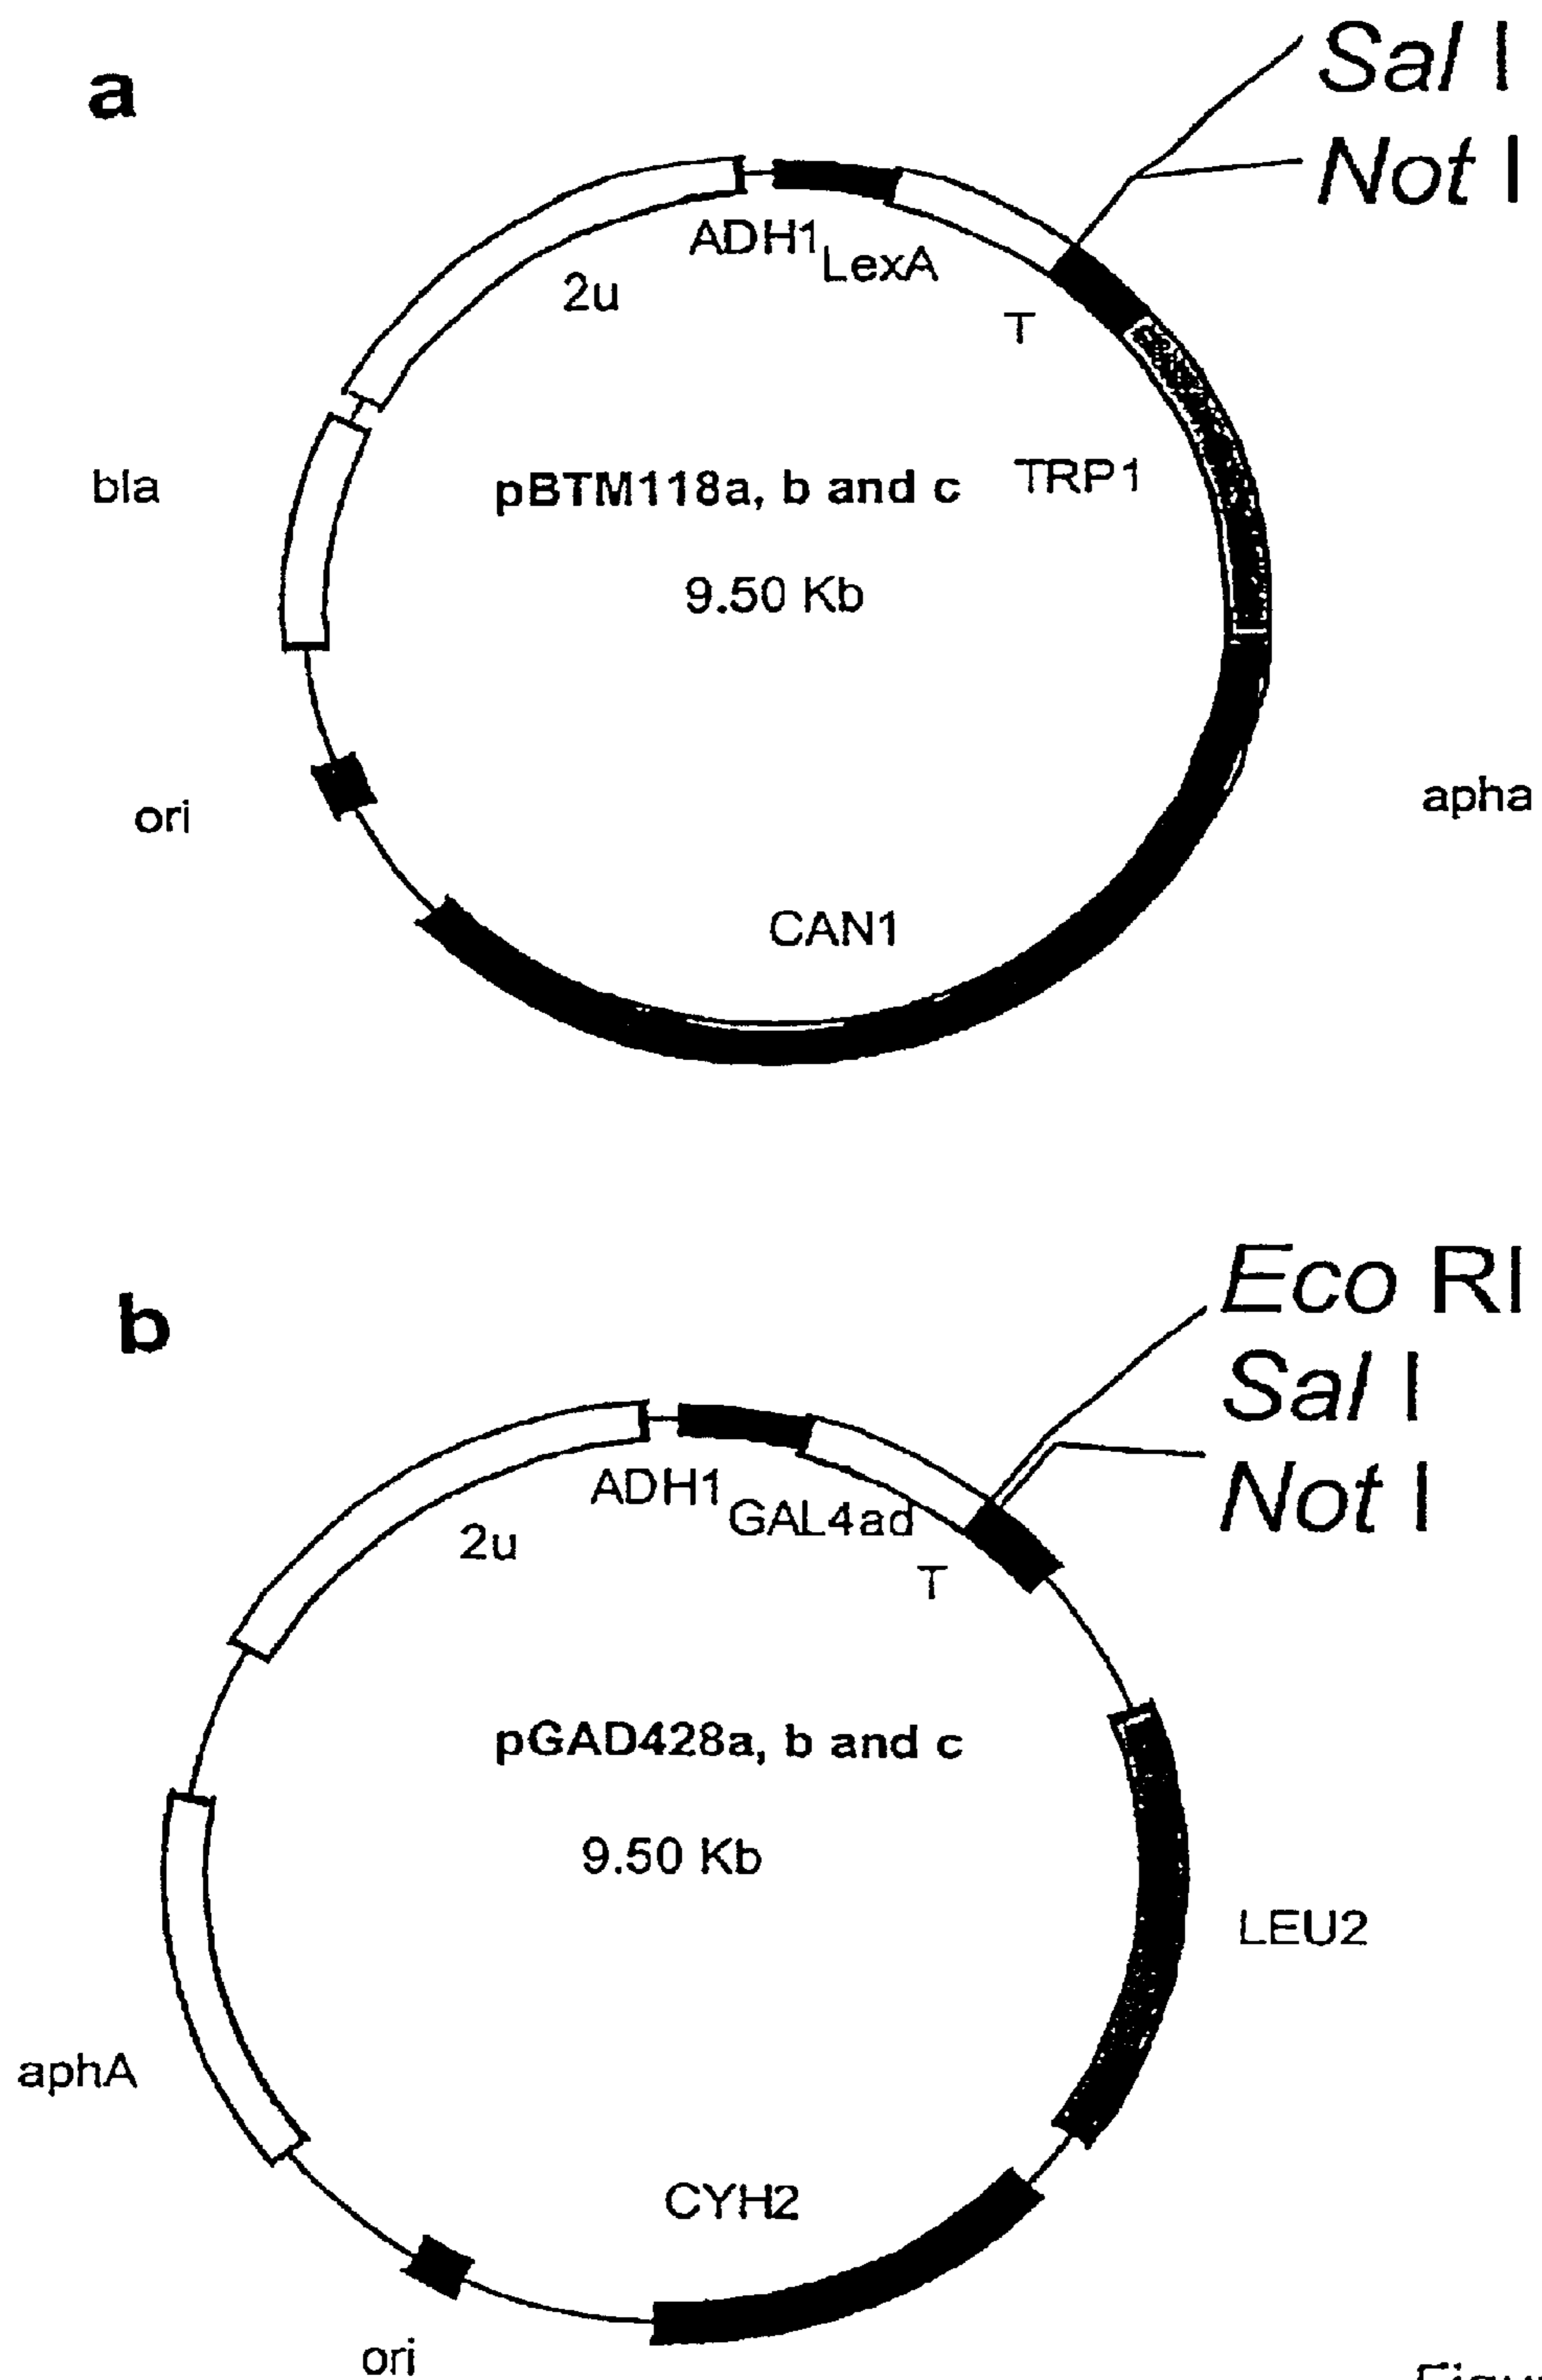 a
Sal I
Not I
ADH1
LexA
2u
T
bla
pBTM118a, b and c
TRP1
9.50 Kb
apha
ori
CAN1
b
Eco RI
Sal I
Not I
ADH1
GAL4ad
2u
T
pGAD428a, b and c
9.50 Kb
LEU2
aphA
CYH2
ori